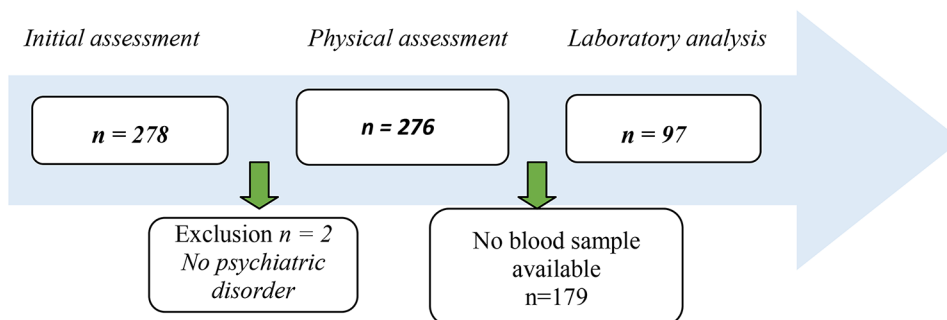 Initial assessment
Physical assessment
Laboratory analysis
n = 278
n = 276
n = 97
Exclusion n = 2
No psychiatric
disorder
No blood sample
available
n=179